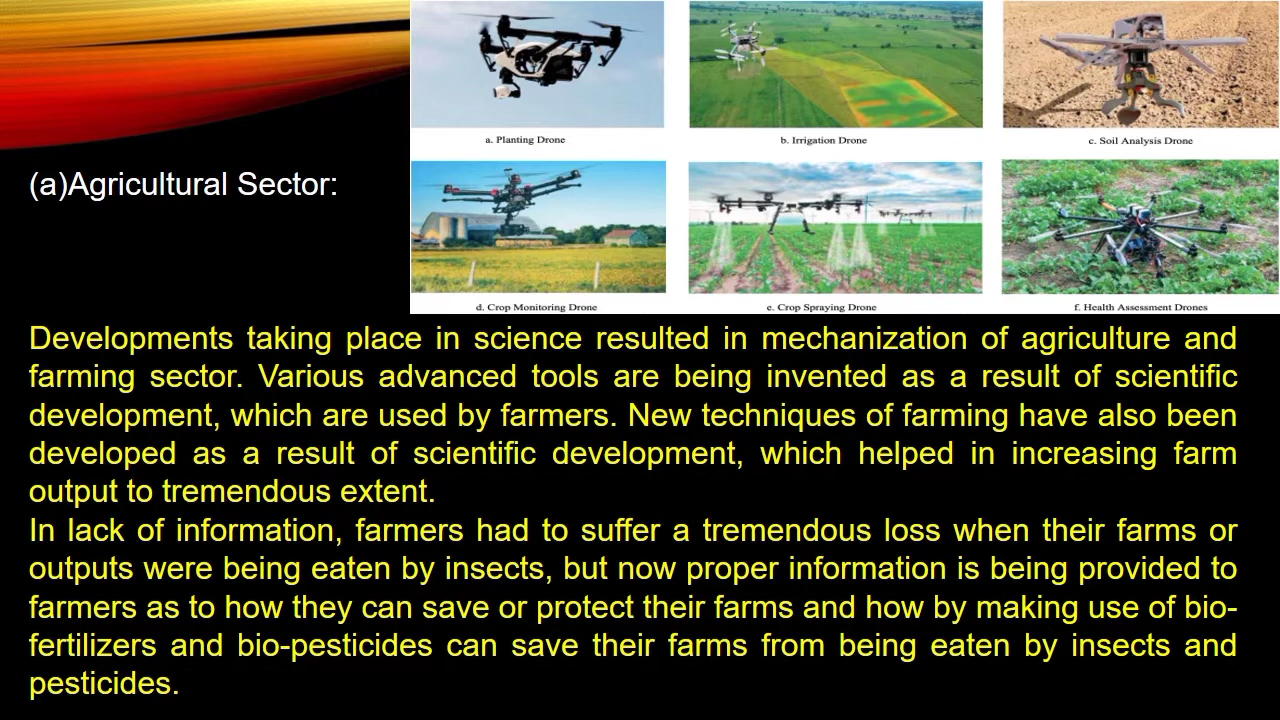 a. Planting Drone
b. Irrigation Drone
c. Soil Analysis Drone
(a)Agricultural Sector:
d. Crop Monitoring Drone
e. Crop Spraying Drone
f. Health Assessment Drones
Developments taking place in science resulted in mechanization of agriculture and
farming sector. Various advanced tools are being invented as a result of scientific
development, which are used by farmers. New techniques of farming have also been
developed as a result of scientific development, which helped in increasing farm
output to tremendous extent.
In lack of information, farmers had to suffer a tremendous loss when their farms or
outputs were being eaten by insects, but now proper information is being provided to
farmers as to how they can save or protect their farms and how by making use of bio-
fertilizers and bio-pesticides can save their farms from being eaten by insects and
pesticides.